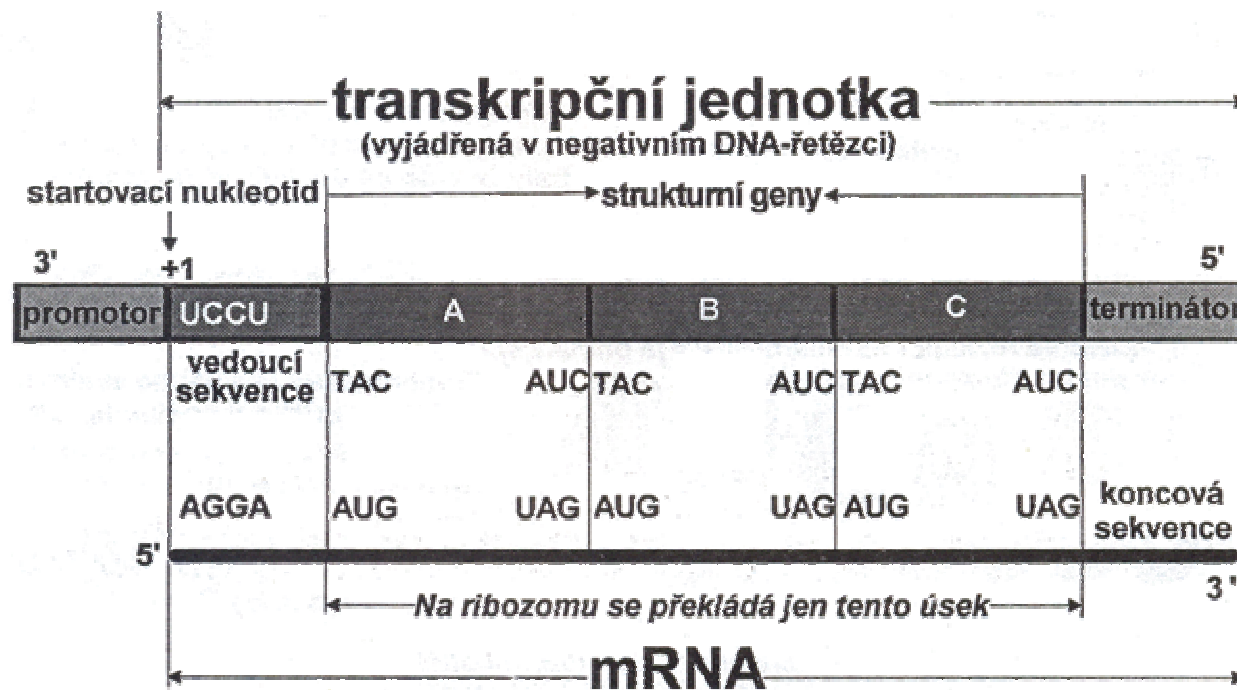 transkripční jednotka
(vyjádřená v negativním DNA-řetězci)
startovací nukleotid
strukturní geny
3' +1 5'
promotor UCCU A B C terminátor
vedoucí
sekvence
TAC AUC TAC AUC TAC AUC
AGGA AUG UAG AUG UAG AUG UAG
koncová
sekvence
5'
3'
Na ribozomu se překládá jen tento úsek
mRNA